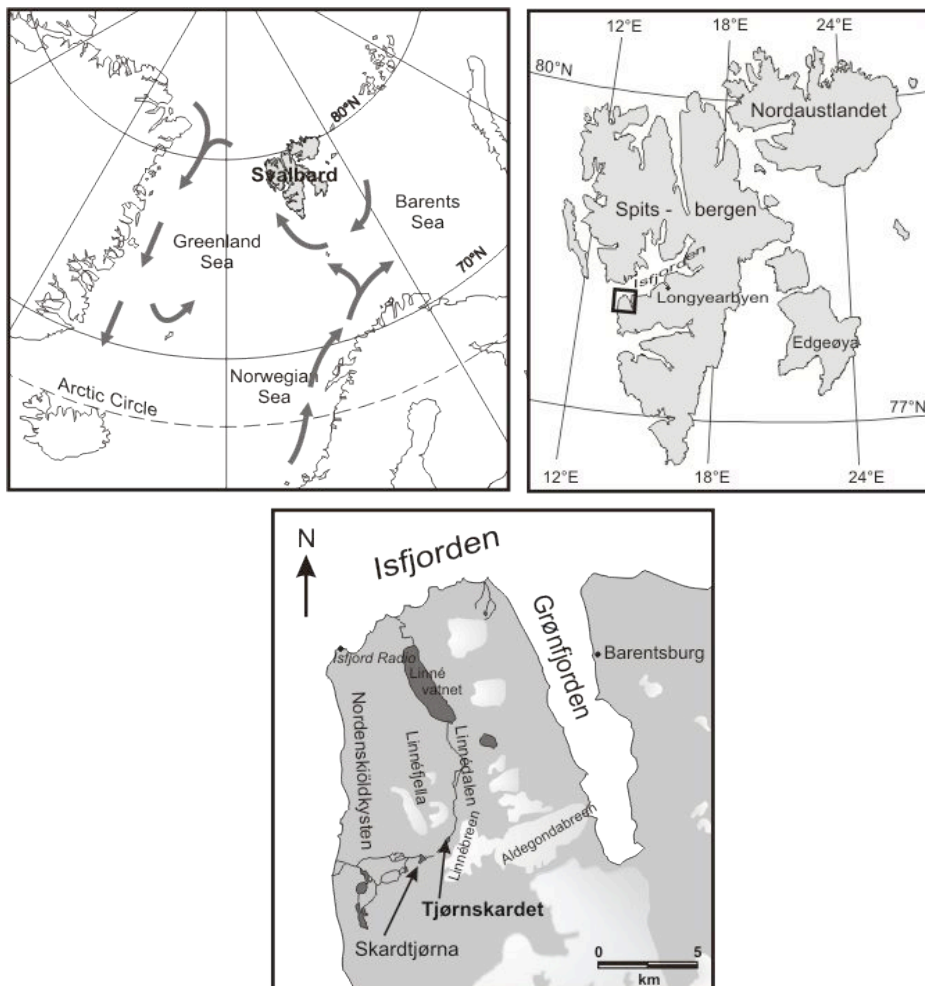 80°N
Svalbard
Barents
Sea
Greenland
Sea
70°N
Norwegian
Sea
Arctic Circle
12°E
18°E
24°E
80°N
Nordaustlandet
Spits - bergen
Isfjorden
Longyearbyen
Edgeøya
77°N
12°E
18°E
24°E
N
Isfjorden
Grønfjorden
Barentsburg
Isfjord Radio
Linné
vatnet
Nordenskiöldkysten
Linnéfjella
Linnédalen
Linnébreen
Aldegondabreen
Tjørnskardet
Skardtjørna
0 5
km